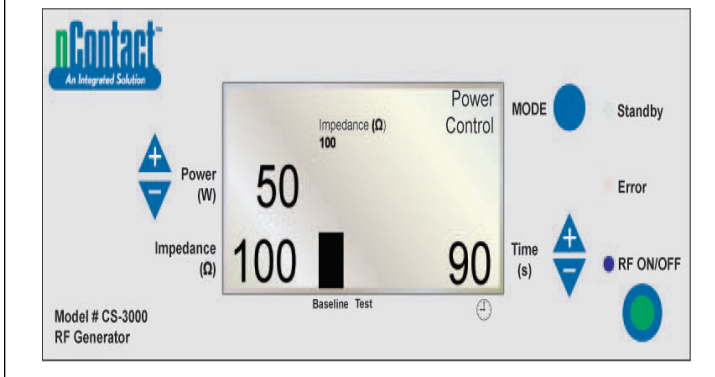 nContact™
An Integrated Solution
Power
Control
MODE
Standby
Impedance (Ω)
100
Power
(W)
50
Error
Impedance
(Ω)
100
90
Time
(s)
RF ON/OFF
Baseline Test
Model # CS-3000
RF Generator